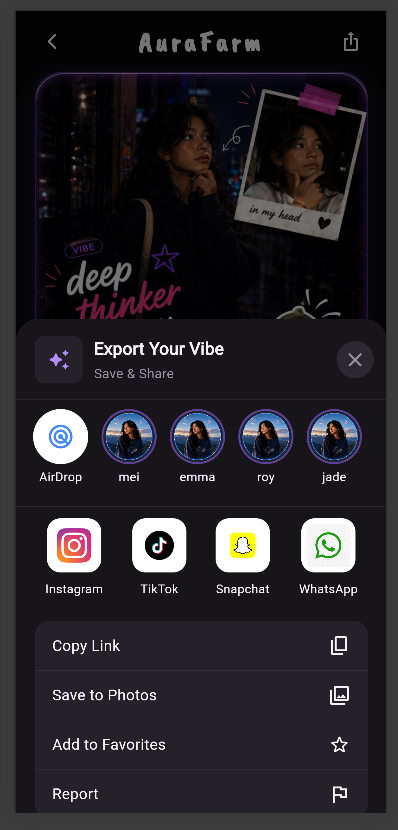 AuraFarm
in my head
VIBE
deep
thinker
Export Your Vibe
Save & Share
AirDrop
mei
emma
roy
jade
Instagram
TikTok
Snapchat
WhatsApp
Copy Link
Save to Photos
Add to Favorites
Report